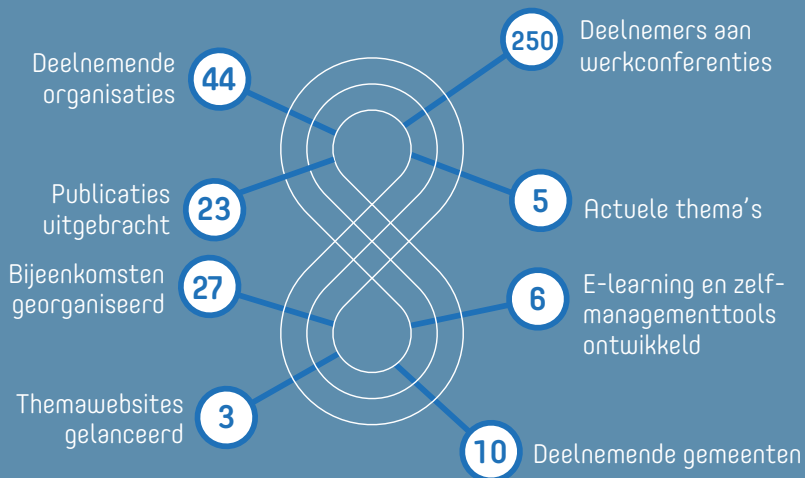 Deelnemende
organisaties
44
250
Deelnemers aan
werkconferenties
Publicaties
uitgebracht
23
5
Actuele thema's
Bijeenkomsten
georganiseerd
27
6
E-learning en zelf-
managementtools
ontwikkeld
Themawebsites
gelanceerd
3
10
Deelnemende gemeenten